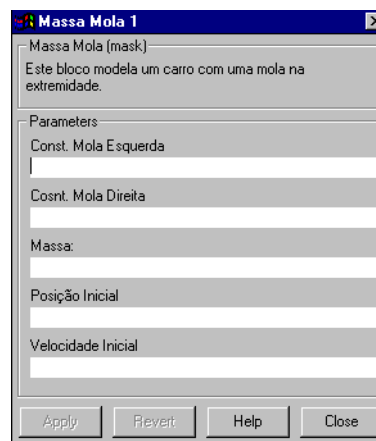 Massa Mola 1
Massa Mola (mask)
Este bloco modela um carro com uma mola na
extremidade.
Parameters
Const. Mola Esquerda
Cosnt. Mola Direita
Massa:
Posição Inicial
Velocidade Inicial
Apply Revert Help Close